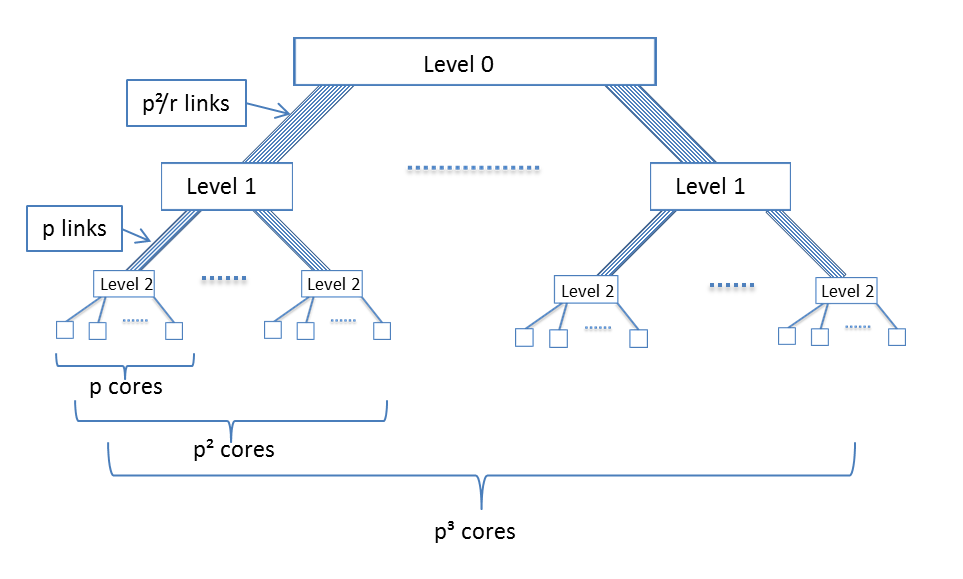 Level 0
p²/r links
Level 1
Level 1
p links
Level 2
Level 2
Level 2
Level 2
p cores
p² cores
p³ cores